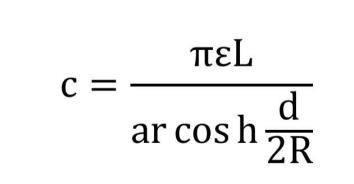 c = πεL / ar cos h d/2R